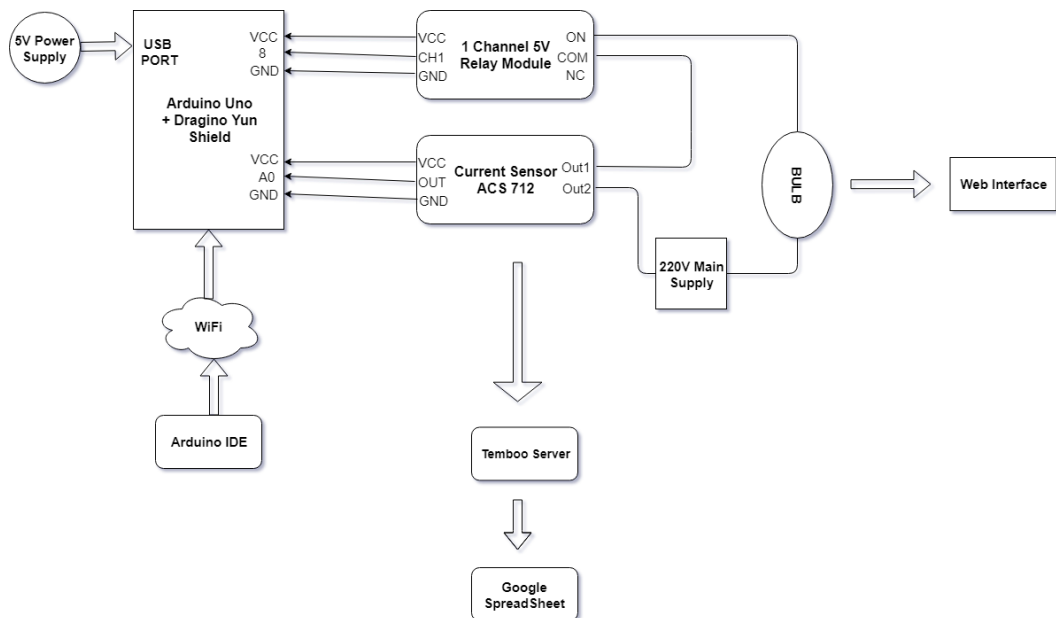 5V Power
Supply
USB
PORT
VCC
8
GND
Arduino Uno
+ Dragino Yun
Shield
VCC
A0
GND
VCC
CH1
GND
1 Channel 5V
Relay Module
ON
COM
NC
VCC
OUT
GND
Current Sensor
ACS 712
Out1
Out2
BULB
Web Interface
220V Main
Supply
WiFi
Arduino IDE
Temboo Server
Google
SpreadSheet